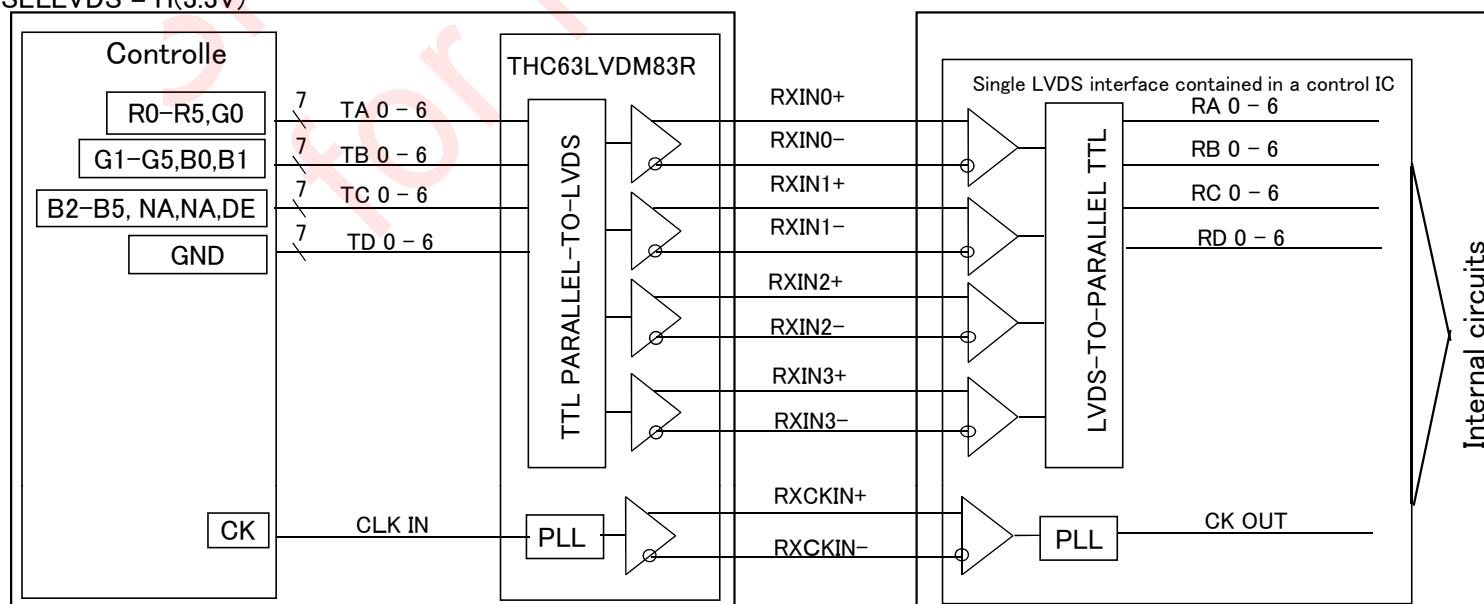 SELLVDS = H(3.3V)
Controlle
THC63LVDM83R
Single LVDS interface contained in a control IC
R0-R5,G0
7
TA 0 - 6
RXIN0+
RA 0 - 6
G1-G5,B0,B1
7
TB 0 - 6
RXIN0-
RB 0 - 6
B2-B5, NA,NA,DE
7
TC 0 - 6
RXIN1+
RC 0 - 6
GND
7
TD 0 - 6
RXIN1-
RD 0 - 6
TTL PARALLEL-TO-LVDS
LVDS-TO-PARALLEL TTL
RXIN2+
RXIN2-
RXIN3+
RXIN3-
Internal circuits
CK
CLK IN
PLL
RXCKIN+
RXCKIN-
PLL
CK OUT
for